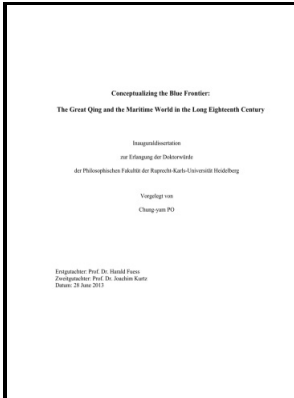 Conceptualizing the Blue Frontier:
The Great Qing and the Maritime World in the Long Eighteenth Century
Inauguraldissertation
zur Erlangung der Doktorwürde
der Philosophischen Fakultät der Ruprecht-Karls-Universität Heidelberg
Vorgelegt von
Chung-yam PO
Erstgutachter: Prof. Dr. Harald Fuess
Zweitgutachter: Prof. Dr. Joachim Kurtz
Datum: 28 June 2013